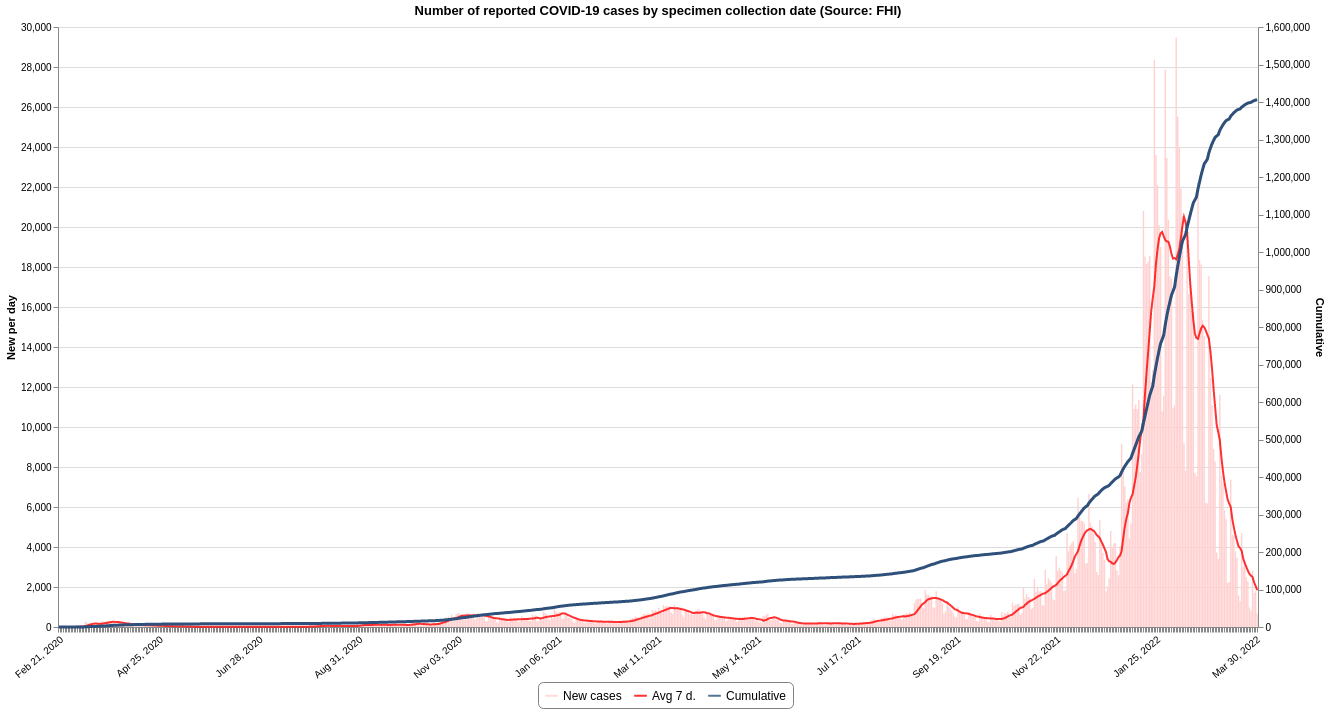 Number of reported COVID-19 cases by specimen collection date (Source: FHI)
30,000
28,000
26,000
24,000
22,000
20,000
18,000
16,000
14,000
12,000
10,000
8,000
6,000
4,000
2,000
0
New per day
1,600,000
1,500,000
1,400,000
1,300,000
1,200,000
1,100,000
1,000,000
900,000
800,000
700,000
600,000
500,000
400,000
300,000
200,000
100,000
0
Cumulative
Feb 21, 2020
Apr 25, 2020
Jun 28, 2020
Aug 31, 2020
Nov 03, 2020
Jan 06, 2021
Mar 11, 2021
May 14, 2021
Jul 17, 2021
Sep 19, 2021
Nov 22, 2021
Jan 25, 2022
Mar 30, 2022
New cases Avg 7 d. Cumulative